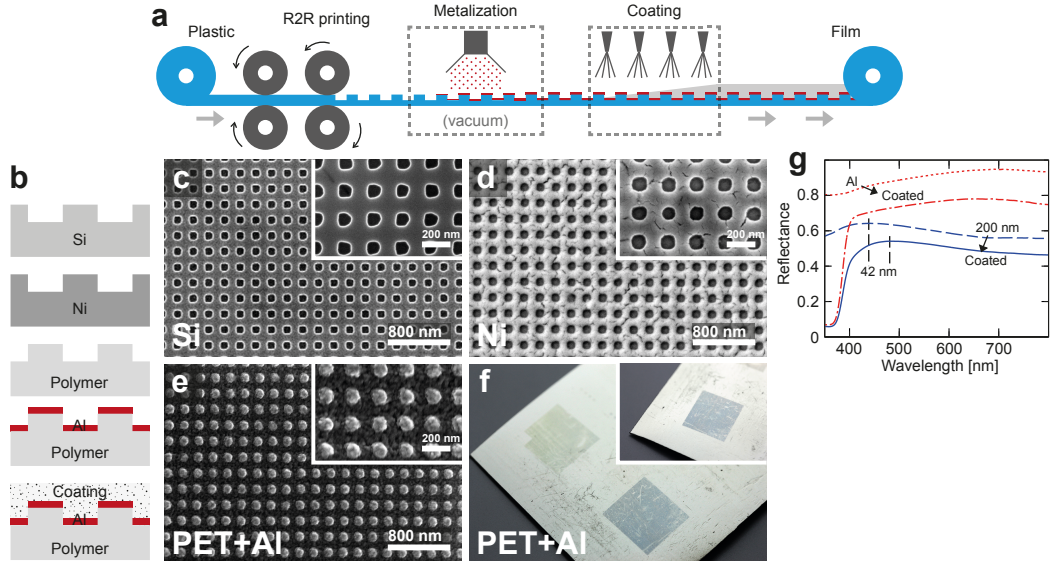 a
Plastic
R2R printing
Metalization
Coating
Film
(vacuum)
b
Si
Ni
Polymer
Al
Polymer
Coating
Al
Polymer
c
200 nm
Si
800 nm
d
200 nm
Ni
800 nm
e
200 nm
PET+Al
800 nm
f
PET+Al
g
Reflectance
0.8
0.6
0.4
0.2
0
Al
Coated
200 nm
42 nm
Coated
400
500
600
700
Wavelength [nm]